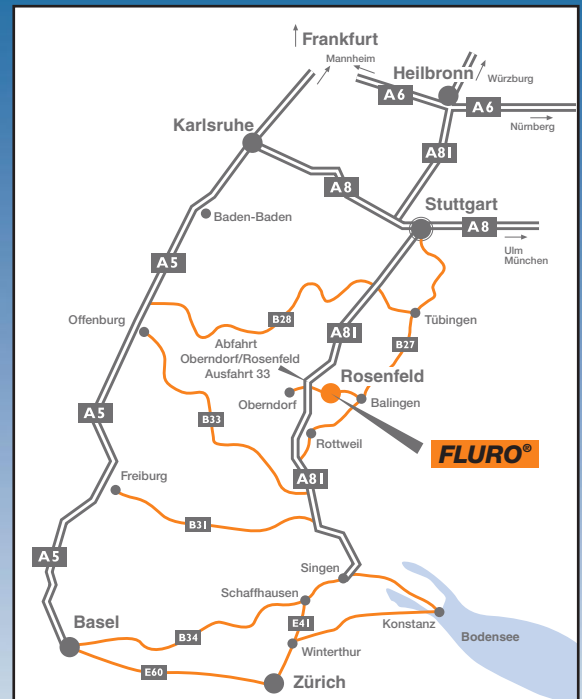 Frankfurt
Mannheim
Heilbronn
Würzburg
A6
A6
Nürnberg
Karlsruhe
A81
A8
Stuttgart
A8
Ulm
München
Baden-Baden
A5
Offenburg
B28
Tübingen
A81
Abfahrt
Oberndorf/Rosenfeld
Ausfahrt 33
B27
Rosenfeld
Oberndorf
Balingen
A5
B33
Rottweil
FLURO®
Freiburg
A81
B31
A5
Singen
Schaffhausen
Konstanz
Basel
B34
E41
Bodensee
Winterthur
E60
Zürich